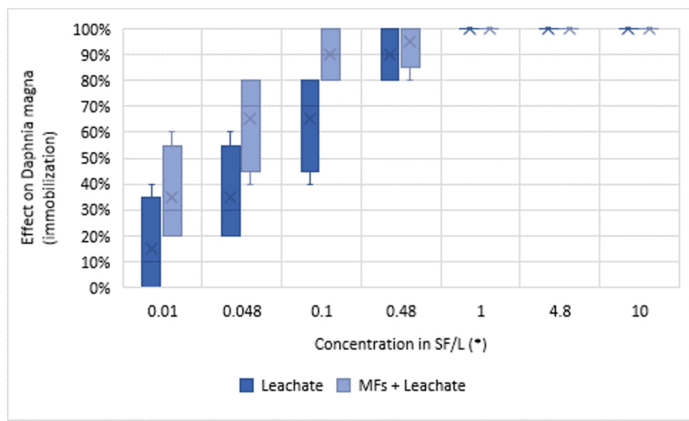 100%
90%
80%
70%
60%
50%
40%
30%
20%
10%
0%
Effect on Daphnia magna
(immobilization)
0.01 0.048 0.1 0.48 1 4.8 10
Concentration in SF/L (*)
Leachate MFs + Leachate